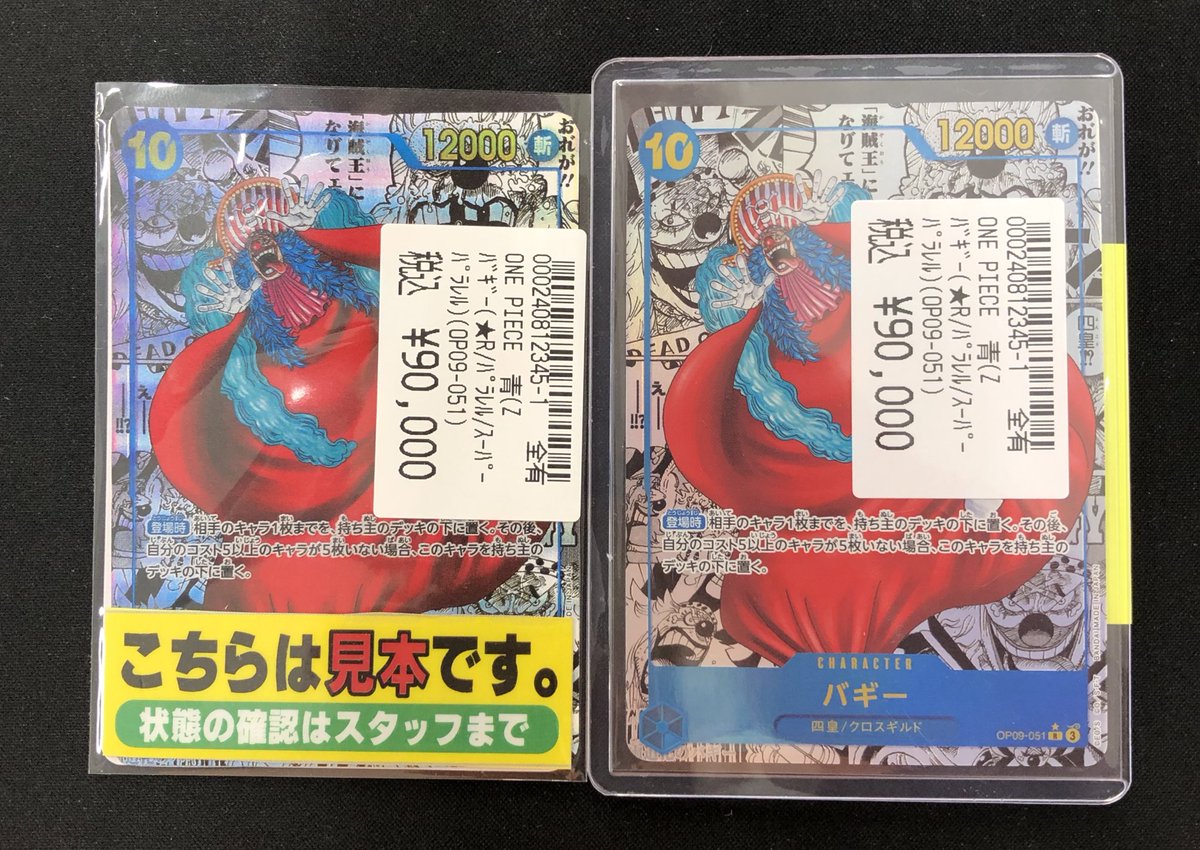 10
12000
斬
おれが!!
「海賊王」に
なげてエ
え
!!?
000240812345-1
ONE PIECE 青(Z 全有
バギー(★R/パラレル/スーパー
パラレル)(OP09-051)
税込 ¥90,000
登場時 相手のキャラ1枚までを、持ち主のデッキの下に置く。その後、
自分のコスト5以上のキャラが5枚いない場合、このキャラを持ち主の
デッキの下に置く。
こちらは見本です。
状態の確認はスタッフまで
10
12000
斬
おれが!!
「海賊王」に
なげてエ
000240812345-1
ONE PIECE 青(Z 全有
バギー(★R/パラレル/スーパー
パラレル)(OP09-051)
税込 ¥90,000
え
!!?
登場時 相手のキャラ1枚までを、持ち主のデッキの下に置く。その後、
自分のコスト5以上のキャラが5枚いない場合、このキャラを持ち主の
デッキの下に置く。
BANDAI MADE IN JAPAN
CHARACTER
バギー
四皇/クロスギルド
OP09-051 R 3